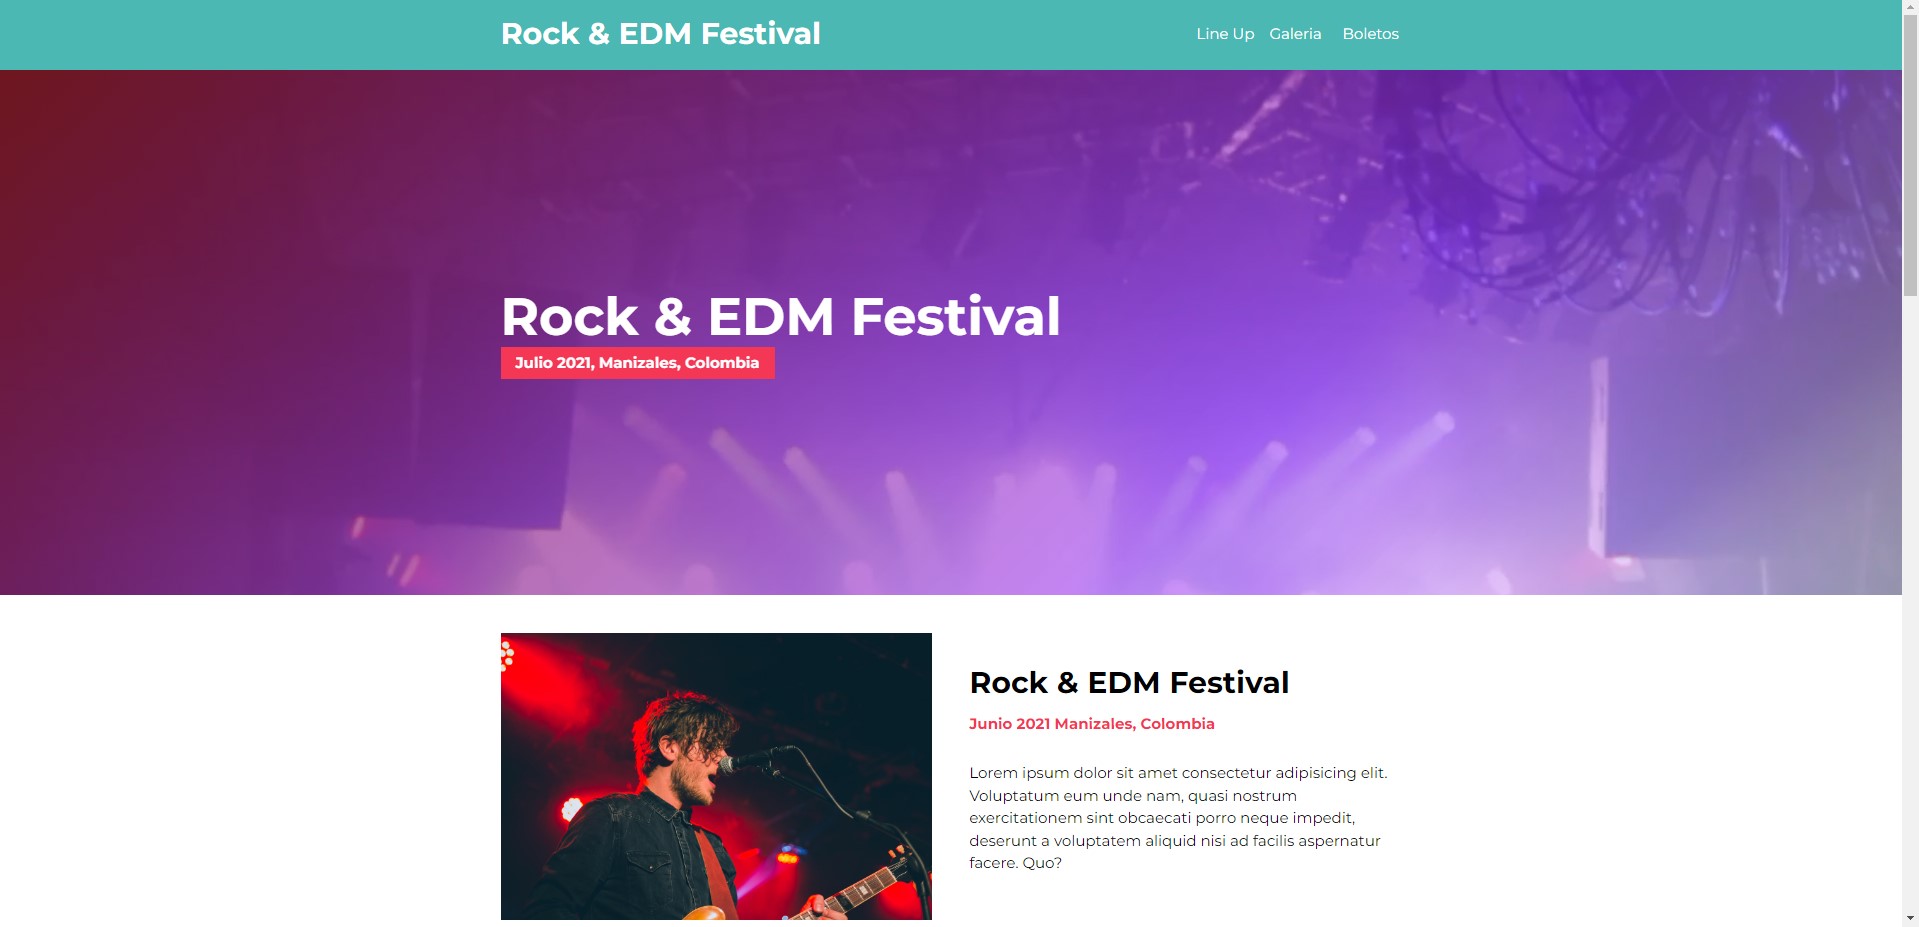 Rock & EDM Festival
Line Up Galeria Boletos
Rock & EDM Festival
Julio 2021, Manizales, Colombia
Rock & EDM Festival
Junio 2021 Manizales, Colombia
Lorem ipsum dolor sit amet consectetur adipisicing elit.
Voluptatum eum unde nam, quasi nostrum
exercitationem sint obcaecati porro neque impedit,
deserunt a voluptatem aliquid nisi ad facilis aspernatur
facere. Quo?